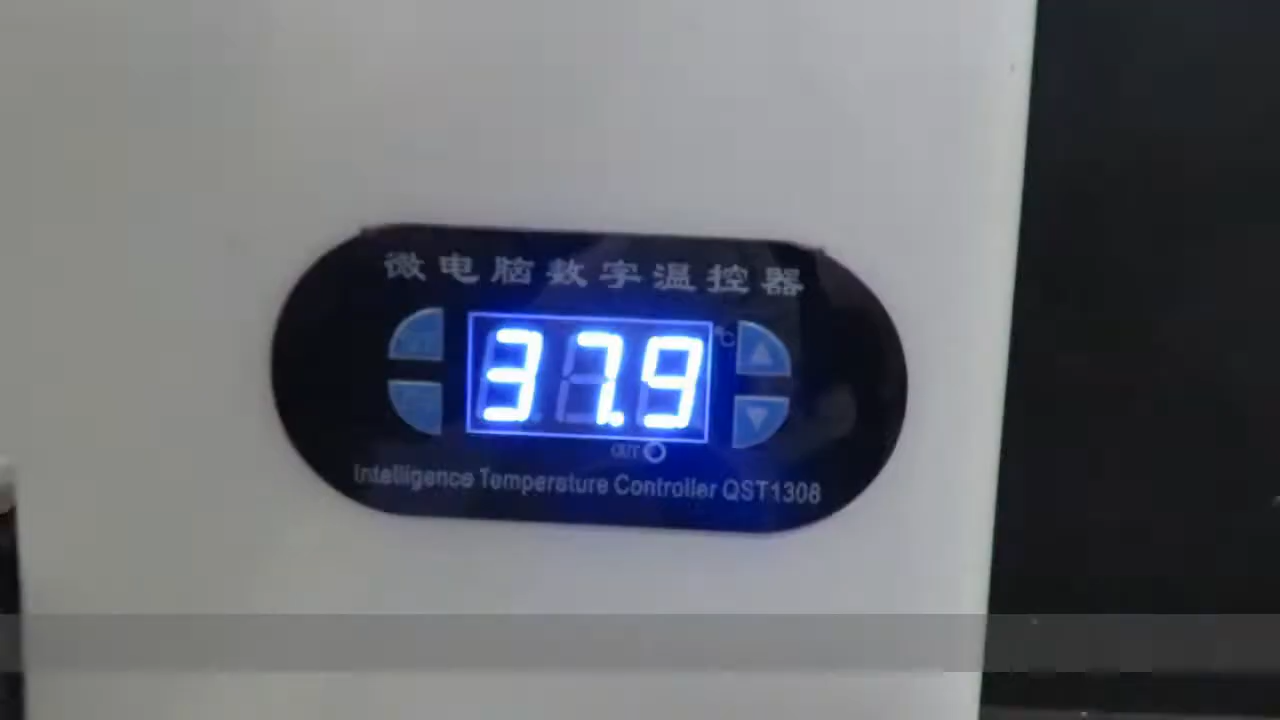 微电脑数字温控器
37.9
℃
OUT
Intelligence Temperature Controller QST1308